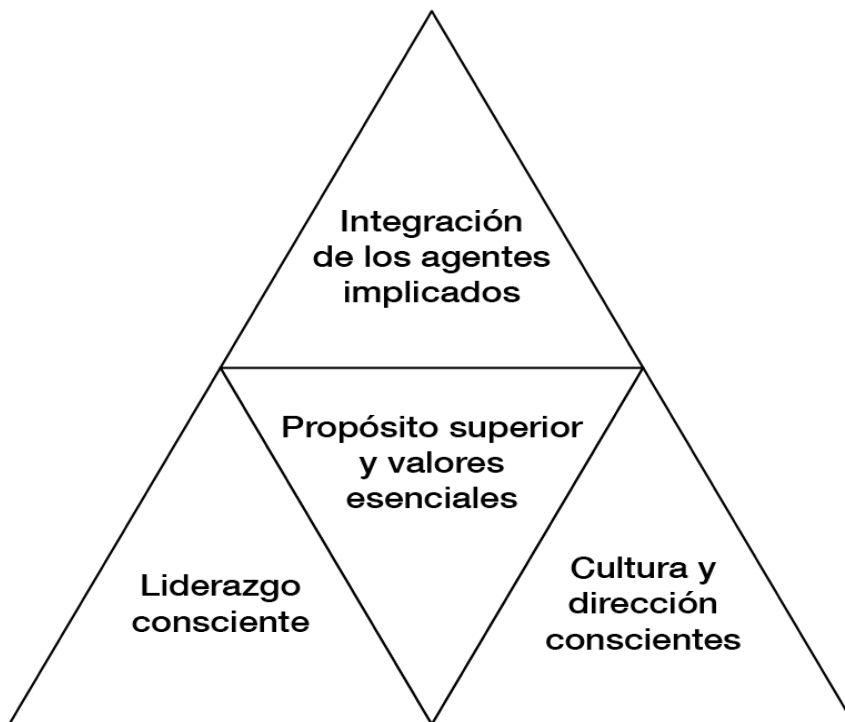 Integración
de los agentes
implicados
Propósito superior
y valores
esenciales
Liderazgo
consciente
Cultura y
dirección
conscientes